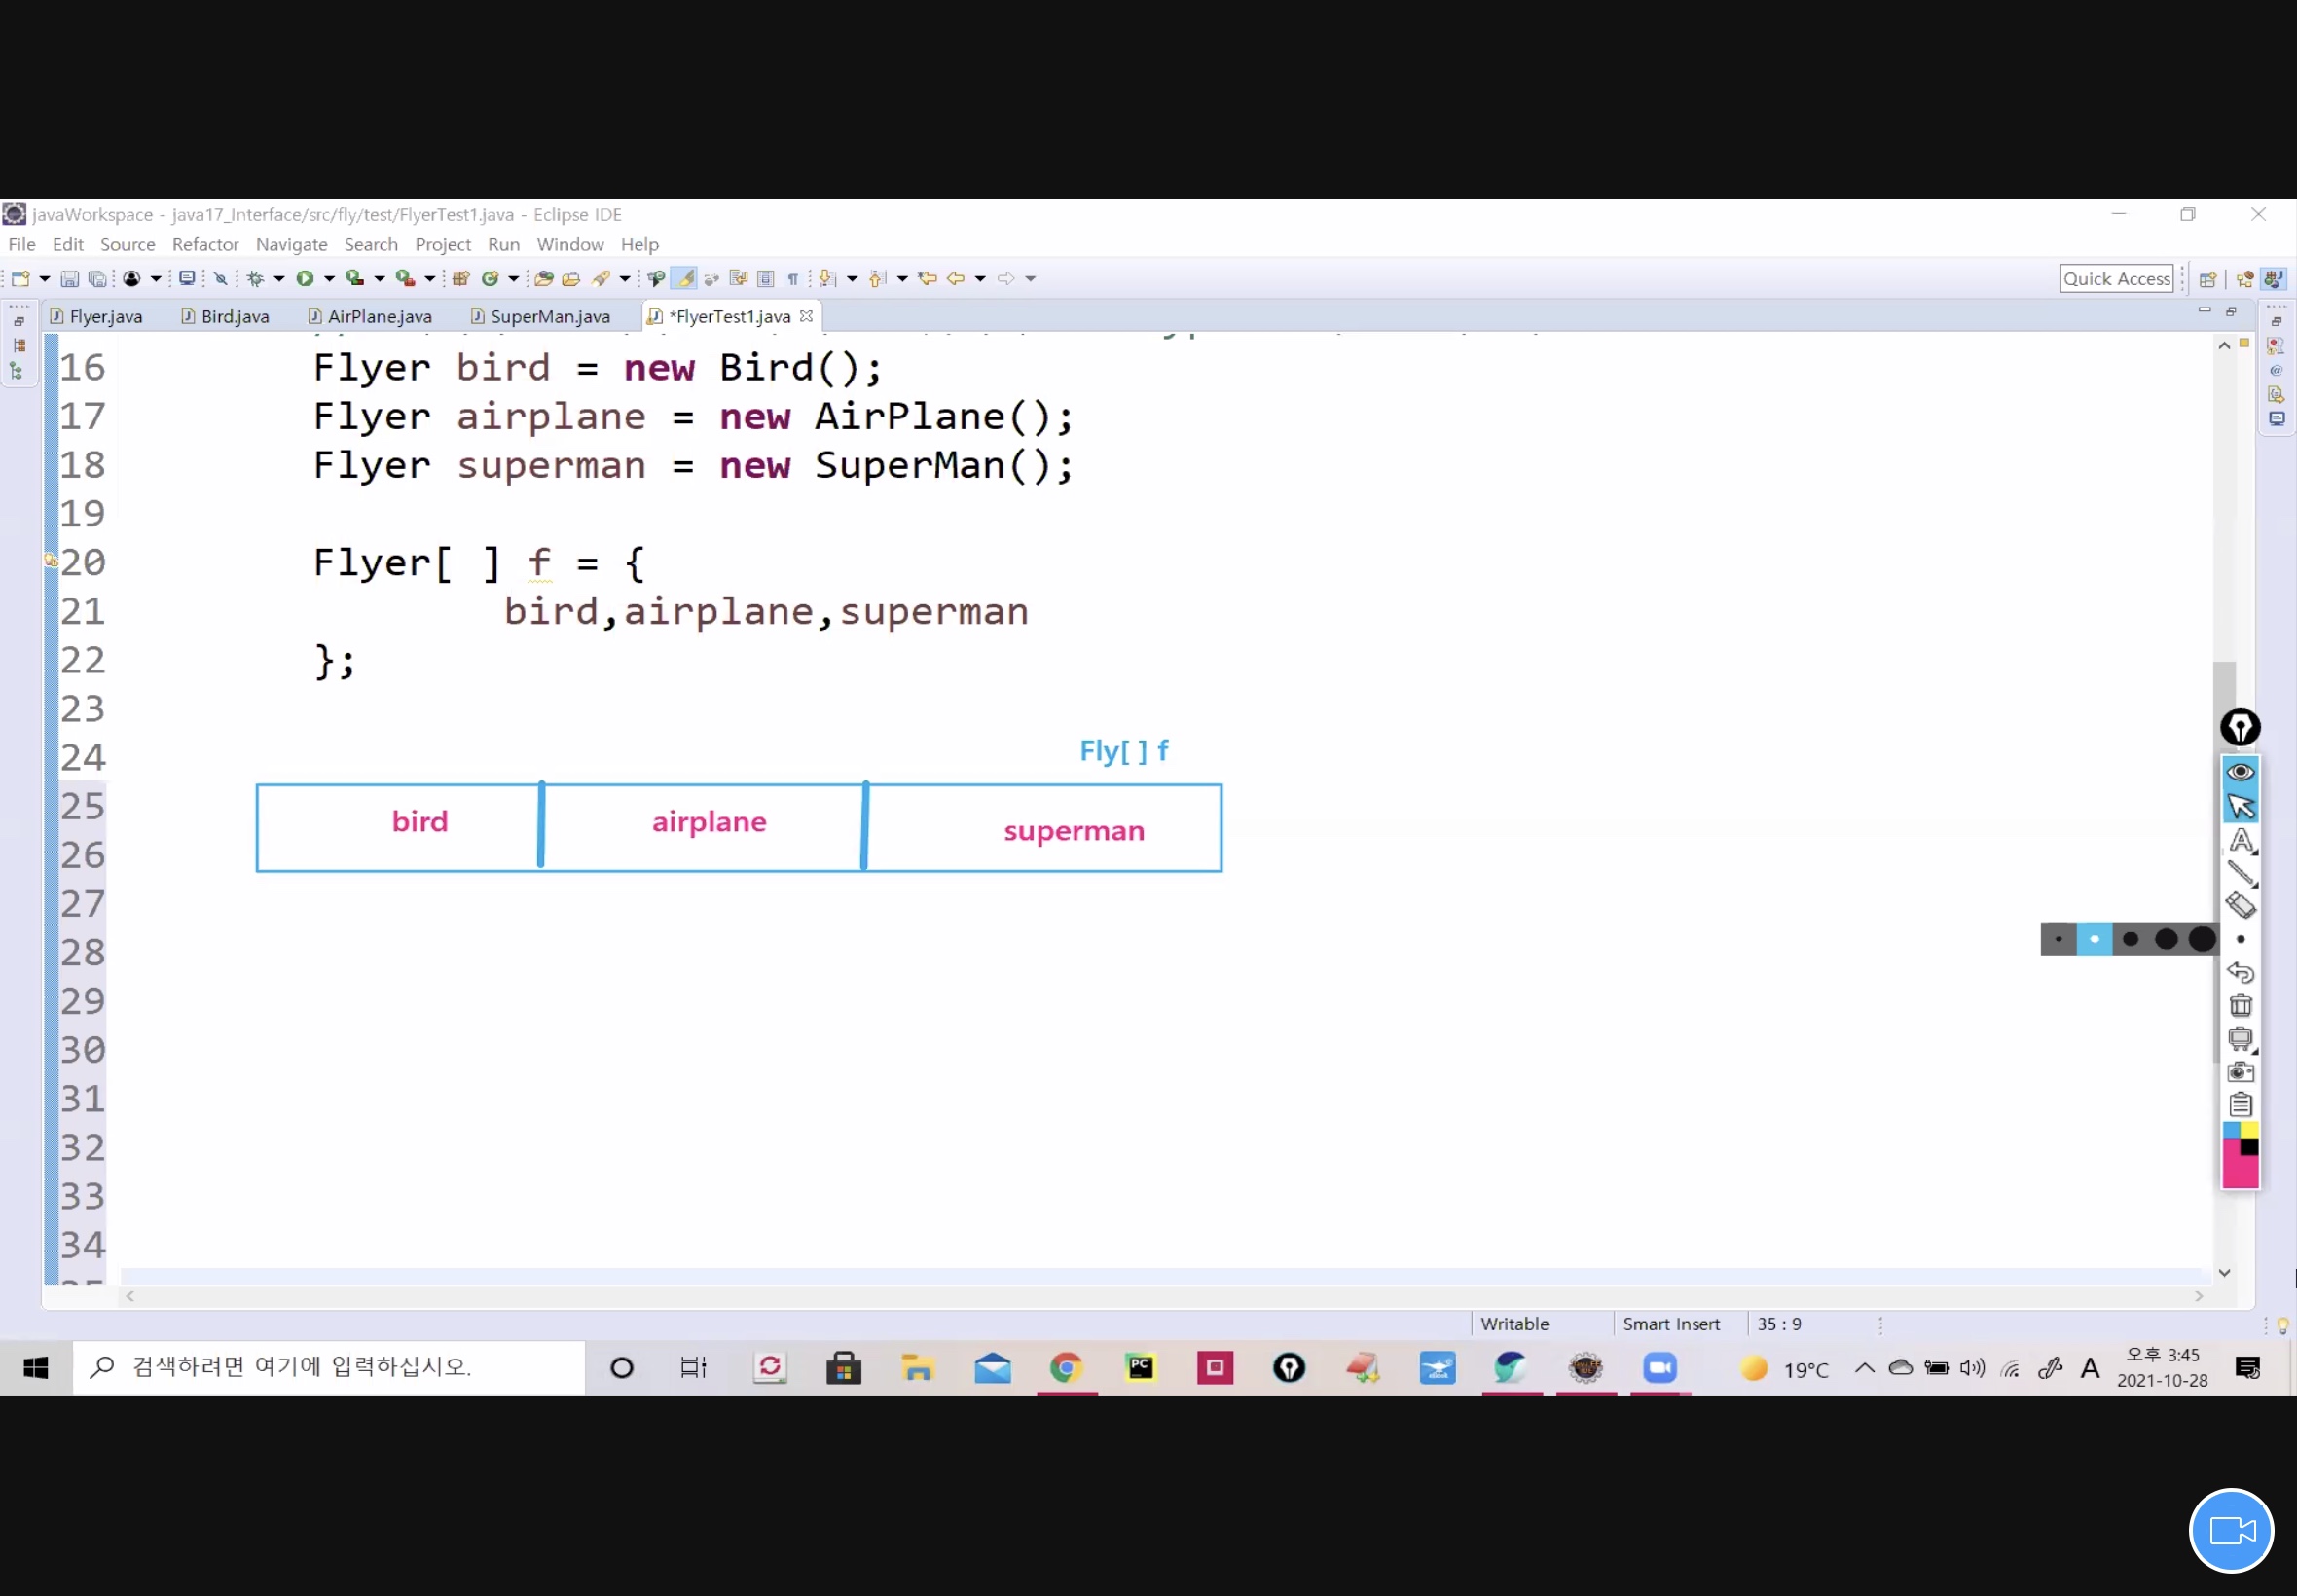 javaWorkspace - java17_Interface/src/fly/test/FlyerTest1.java - Eclipse IDE
File Edit Source Refactor Navigate Search Project Run Window Help
Quick Access
Flyer.java Bird.java AirPlane.java SuperMan.java *FlyerTest1.java
16 Flyer bird = new Bird();
17 Flyer airplane = new AirPlane();
18 Flyer superman = new SuperMan();
19
20 Flyer[ ] f = {
21 bird,airplane,superman
22 };
23
24 Fly[ ] f
25 bird airplane superman
26
27
28
29
30
31
32
33
34
Writable Smart Insert 35 : 9
검색하려면 여기에 입력하십시오. PC 19°C A 오후 3:45
2021-10-28